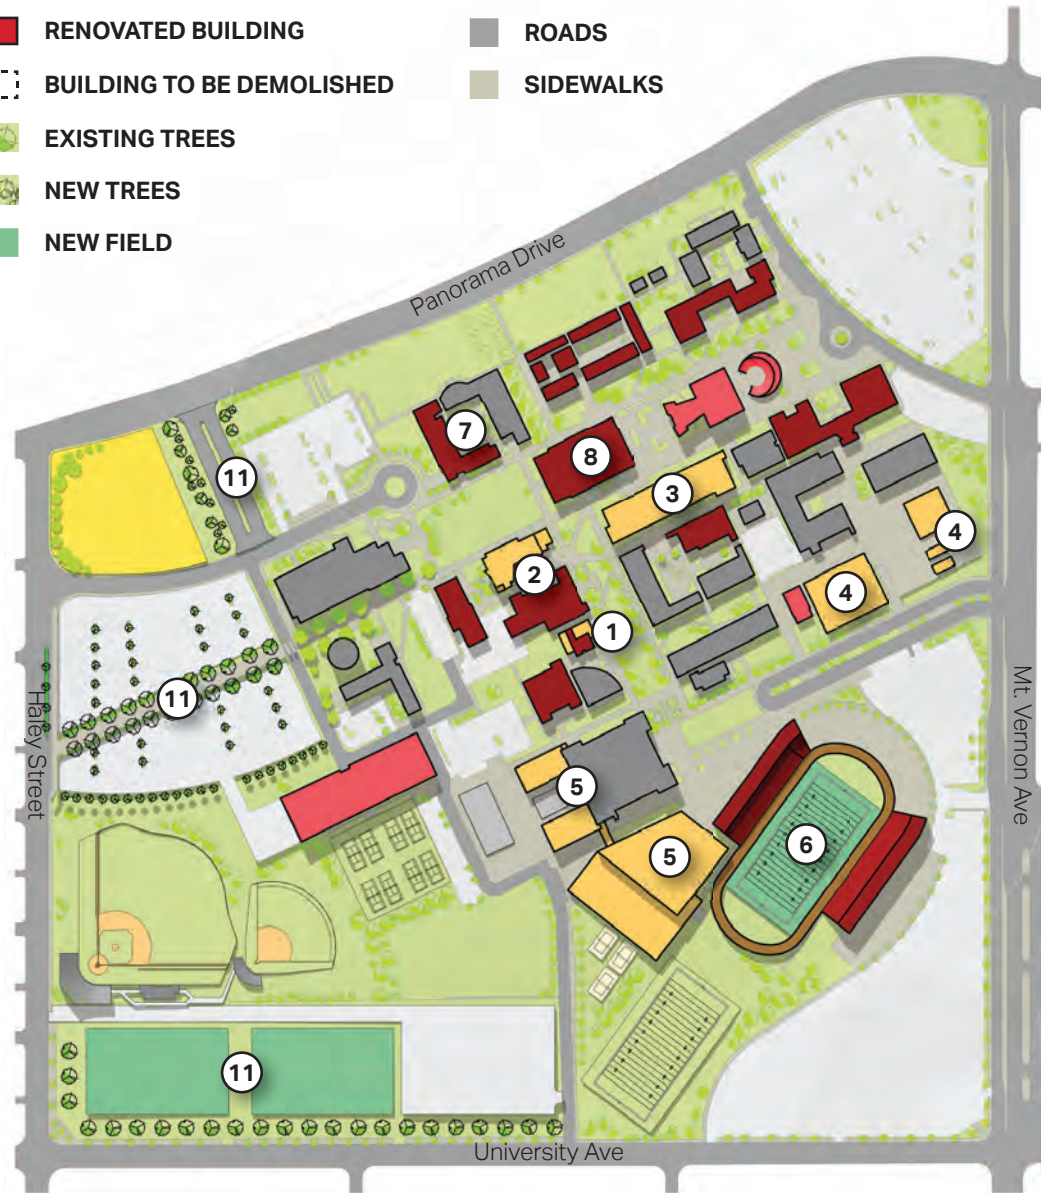 RENOVATED BUILDING
ROADS
BUILDING TO BE DEMOLISHED
SIDEWALKS
EXISTING TREES
NEW TREES
NEW FIELD
Panorama Drive
7
8
11
3
4
2
4
1
11
Haley Street
Mt. Vernon Ave
5
6
5
11
University Ave